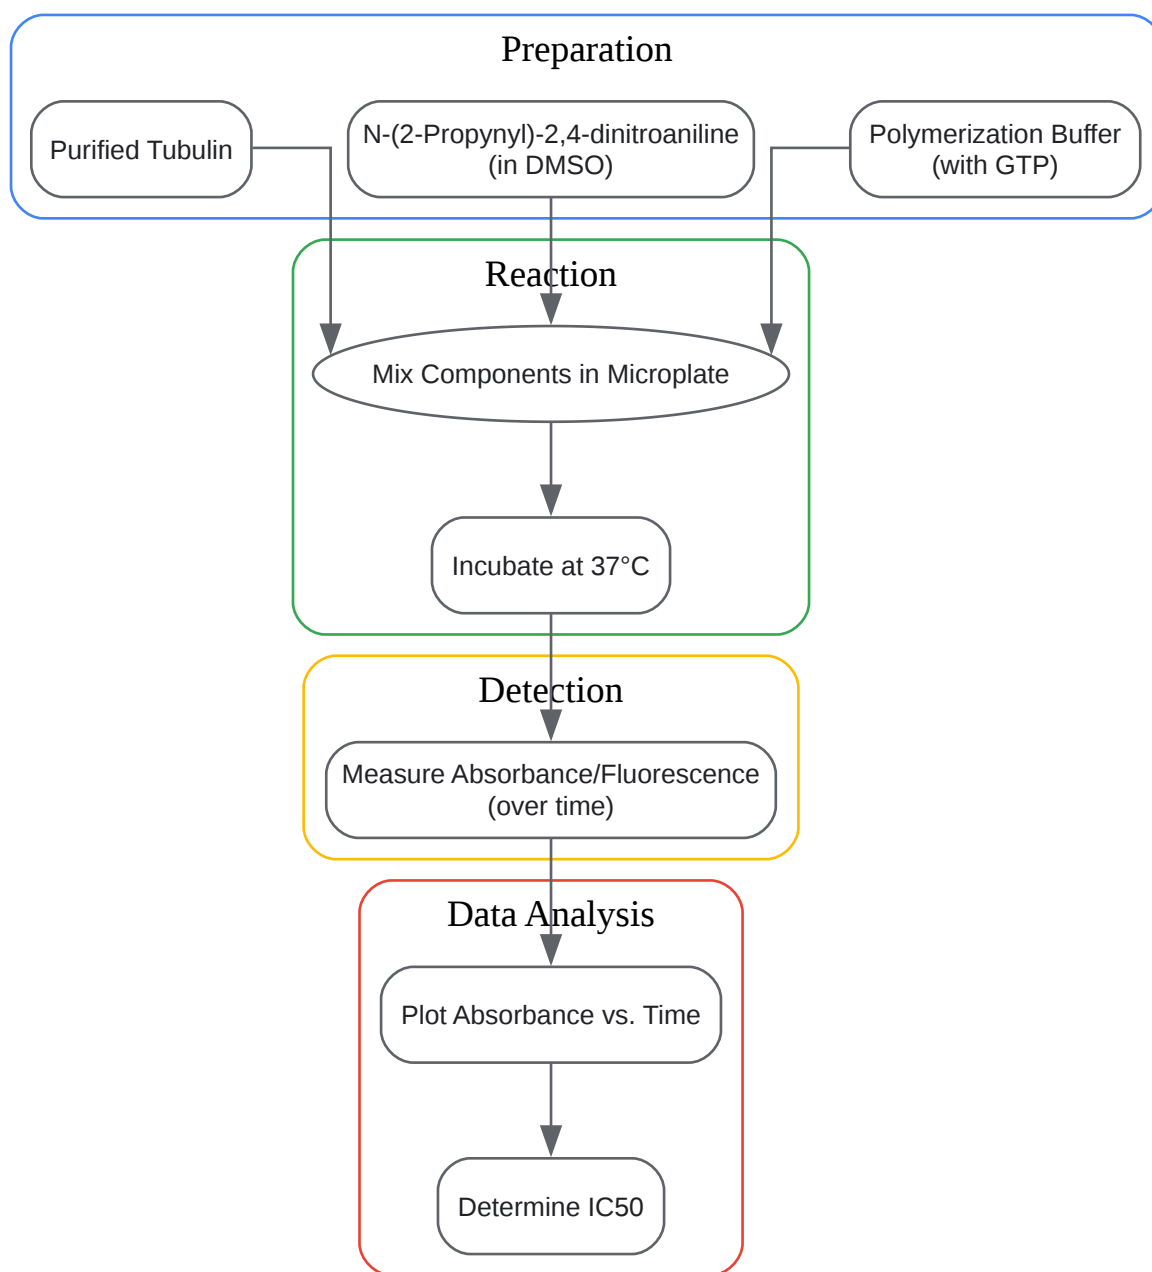 Preparation
Purified Tubulin
N-(2-Propynyl)-2,4-dinitroaniline
(in DMSO)
Polymerization Buffer
(with GTP)
Reaction
Mix Components in Microplate
Incubate at 37°C
Detection
Measure Absorbance/Fluorescence
(over time)
Data Analysis
Plot Absorbance vs. Time
Determine IC50